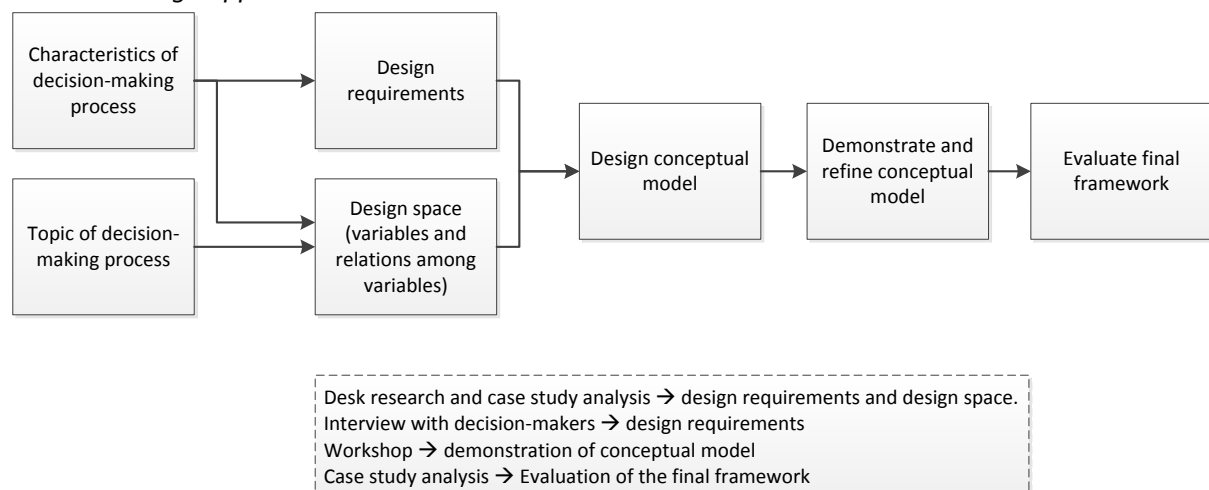 Characteristics of
decision-making
process
Design
requirements
Topic of decision-
making process
Design space
(variables and
relations among
variables)
Design conceptual
model
Demonstrate and
refine conceptual
model
Evaluate final
framework
Desk research and case study analysis → design requirements and design space.
Interview with decision-makers → design requirements
Workshop → demonstration of conceptual model
Case study analysis → Evaluation of the final framework